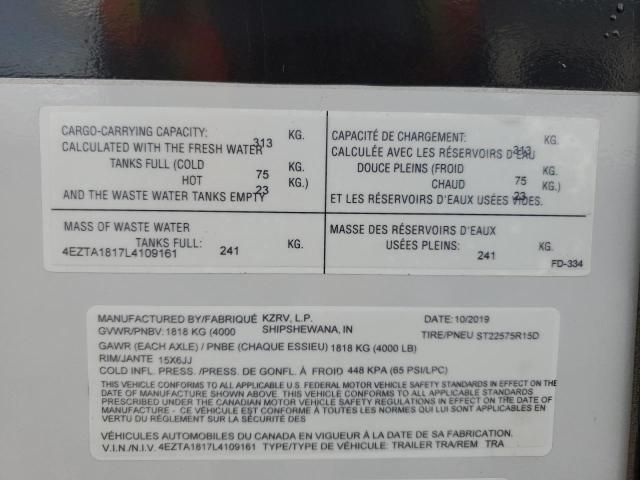 CARGO-CARRYING CAPACITY: 313 KG.
CALCULATED WITH THE FRESH WATER
TANKS FULL (COLD 75 KG.)
HOT 23 KG.)
AND THE WASTE WATER TANKS EMPTY
MASS OF WASTE WATER
TANKS FULL: 241 KG.
4EZTA1817L4109161
CAPACITÉ DE CHARGEMENT: 313 KG.
CALCULÉE AVEC LES RÉSERVOIRS D'EAU
DOUCE PLEINS (FROID 75 KG.)
CHAUD 23 KG.)
ET LES RÉSERVOIRS D'EAUX USÉES VIDES.
MASSE DES RÉSERVOIRS D'EAUX
USÉES PLEINS: 241 KG.
FD-334
MANUFACTURED BY/FABRIQUÉ KZRV, L.P. DATE: 10/2019
GVWR/PNBV: 1818 KG (4000 SHIPSHEWANA, IN TIRE/PNEU ST22575R15D
GAWR (EACH AXLE) / PNBE (CHAQUE ESSIEU) 1818 KG (4000 LB)
RIM/JANTE 15X6JJ
COLD INFL. PRESS. /PRESS. DE GONFL. À FROID 448 KPA (65 PSI/LPC)
THIS VEHICLE CONFORMS TO ALL APPLICABLE U.S. FEDERAL MOTOR VEHICLE SAFETY STANDARDS IN EFFECT ON THE
DATE OF MANUFACTURE SHOWN ABOVE. THIS VEHICLE CONFORMS TO ALL APPLICABLE STANDARDS
PRESCRIBED UNDER THE CANADIAN MOTOR VEHICLE SAFETY REGULATIONS IN EFFECT ON THE DATE OF
MANUFACTURE - CE VÉHICULE EST CONFORME À TOUTES LES NORMES QUI LUI SONT APPLICABLES EN
VERTU DU RÈGLEMENT SUR LA SÉCURITÉ DES
VÉHICULES AUTOMOBILES DU CANADA EN VIGUEUR À LA DATE DE SA FABRICATION.
V.I.N./N.I.V. 4EZTA1817L4109161 TYPE/TYPE DE VÉHICULE: TRAILER TRA/REM TRA